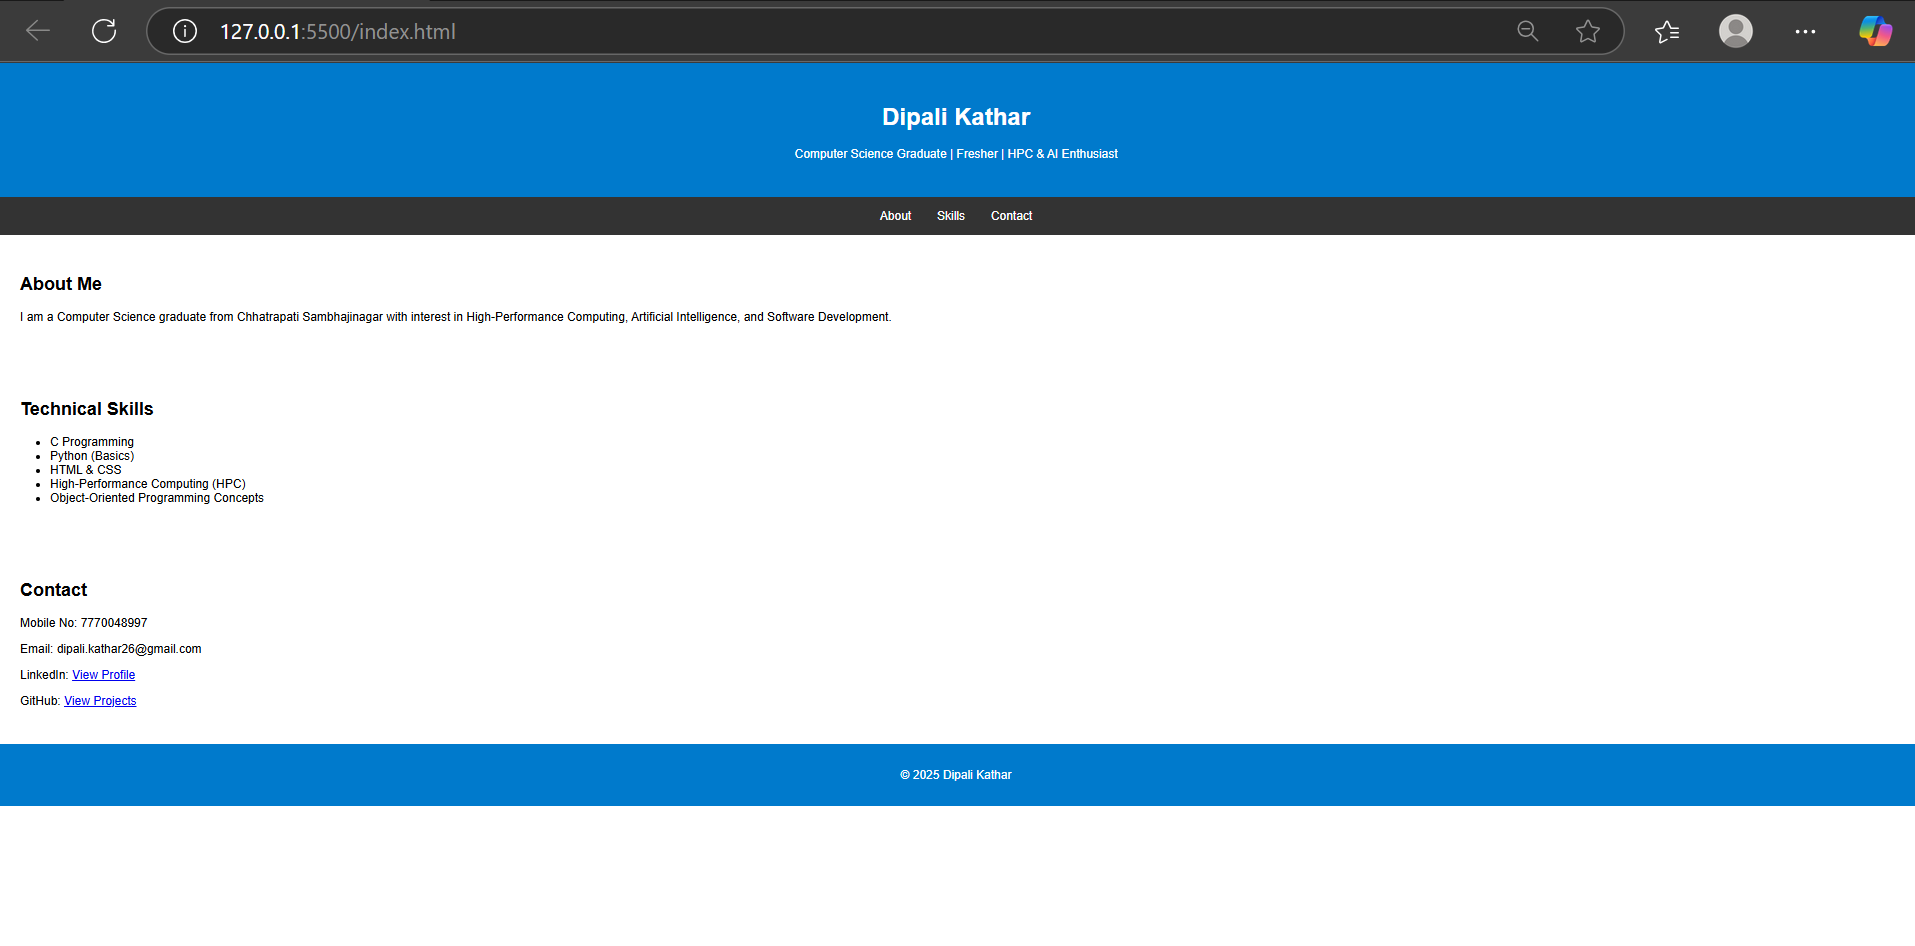 127.0.0.1:5500/index.html
Dipali Kathar
Computer Science Graduate | Fresher | HPC & AI Enthusiast
About Skills Contact
About Me
I am a Computer Science graduate from Chhatrapati Sambhajinagar with interest in High-Performance Computing, Artificial Intelligence, and Software Development.
Technical Skills
• C Programming
• Python (Basics)
• HTML & CSS
• High-Performance Computing (HPC)
• Object-Oriented Programming Concepts
Contact
Mobile No: 7770048997
Email: dipali.kathar26@gmail.com
LinkedIn: View Profile
GitHub: View Projects
© 2025 Dipali Kathar